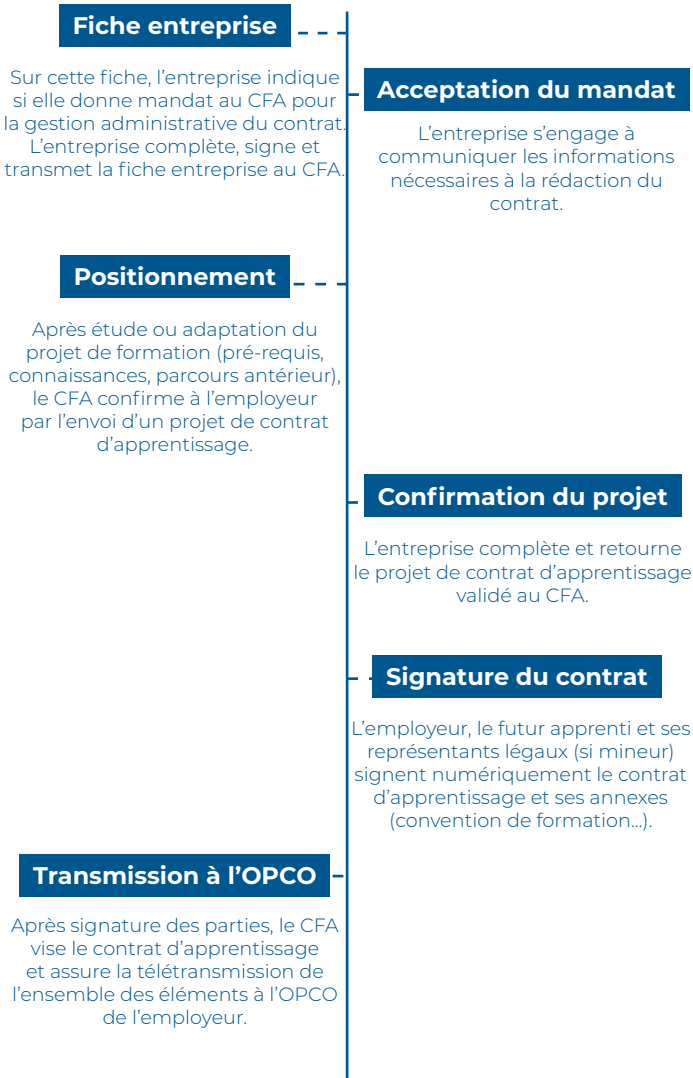 Fiche entreprise
Sur cette fiche, l’entreprise indique
si elle donne mandat au CFA pour
la gestion administrative du contrat.
L’entreprise complète, signe et
transmet la fiche entreprise au CFA.
Acceptation du mandat
L’entreprise s’engage à
communiquer les informations
nécessaires à la rédaction du
contrat.
Positionnement
Après étude ou adaptation du
projet de formation (pré-requis,
connaissances, parcours antérieur),
le CFA confirme à l’employeur
par l’envoi d’un projet de contrat
d’apprentissage.
Confirmation du projet
L’entreprise complète et retourne
le projet de contrat d’apprentissage
validé au CFA.
Signature du contrat
L’employeur, le futur apprenti et ses
représentants légaux (si mineur)
signent numériquement le contrat
d’apprentissage et ses annexes
(convention de formation...).
Transmission à l’OPCO
Après signature des parties, le CFA
vise le contrat d’apprentissage
et assure la télétransmission de
l’ensemble des éléments à l’OPCO
de l’employeur.